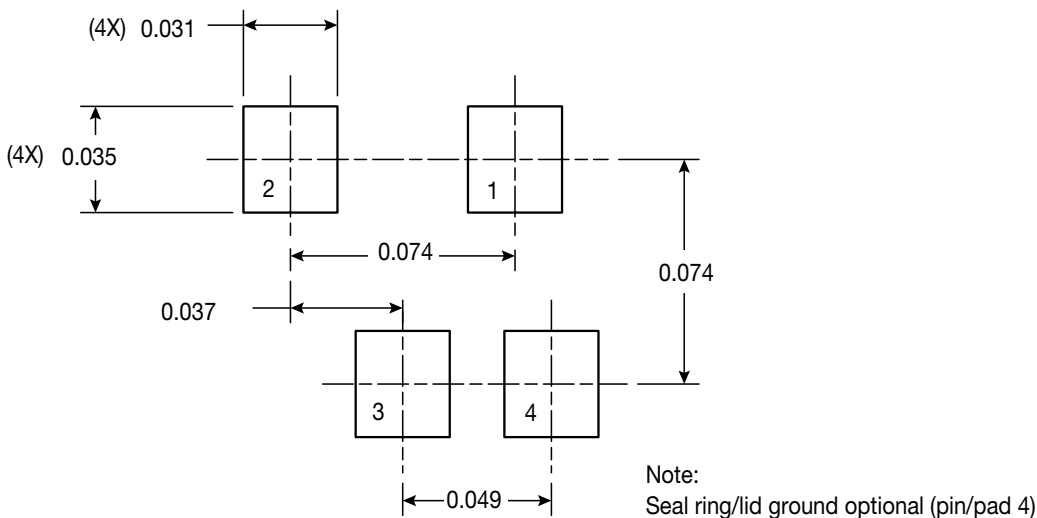 (4X) 0.031
(4X) 0.035
2
1
0.074
0.074
0.037
3
4
0.049
Note:
Seal ring/lid ground optional (pin/pad 4)